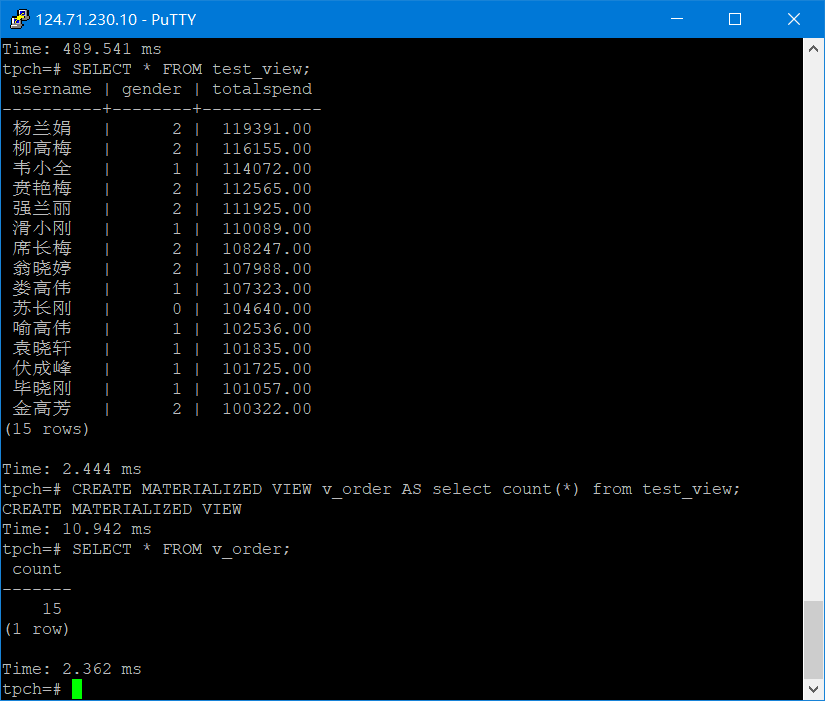 124.71.230.10 - PuTTY
Time: 489.541 ms
tpch=# SELECT * FROM test_view;
 username | gender | totalspend
----------+--------+------------
 杨兰娟   |      2 |  119391.00
 柳高梅   |      2 |  116155.00
 韦小全   |      1 |  114072.00
 贲艳梅   |      2 |  112565.00
 强兰丽   |      2 |  111925.00
 滑小刚   |      1 |  110089.00
 席长梅   |      2 |  108247.00
 翁晓婷   |      2 |  107988.00
 娄高伟   |      1 |  107323.00
 苏长刚   |      0 |  104640.00
 喻高伟   |      1 |  102536.00
 袁晓轩   |      1 |  101835.00
 伏成峰   |      1 |  101725.00
 毕晓刚   |      1 |  101057.00
 金高芳   |      2 |  100322.00
(15 rows)
Time: 2.444 ms
tpch=# CREATE MATERIALIZED VIEW v_order AS select count(*) from test_view;
CREATE MATERIALIZED VIEW
Time: 10.942 ms
tpch=# SELECT * FROM v_order;
 count
-------
    15
(1 row)
Time: 2.362 ms
tpch=#